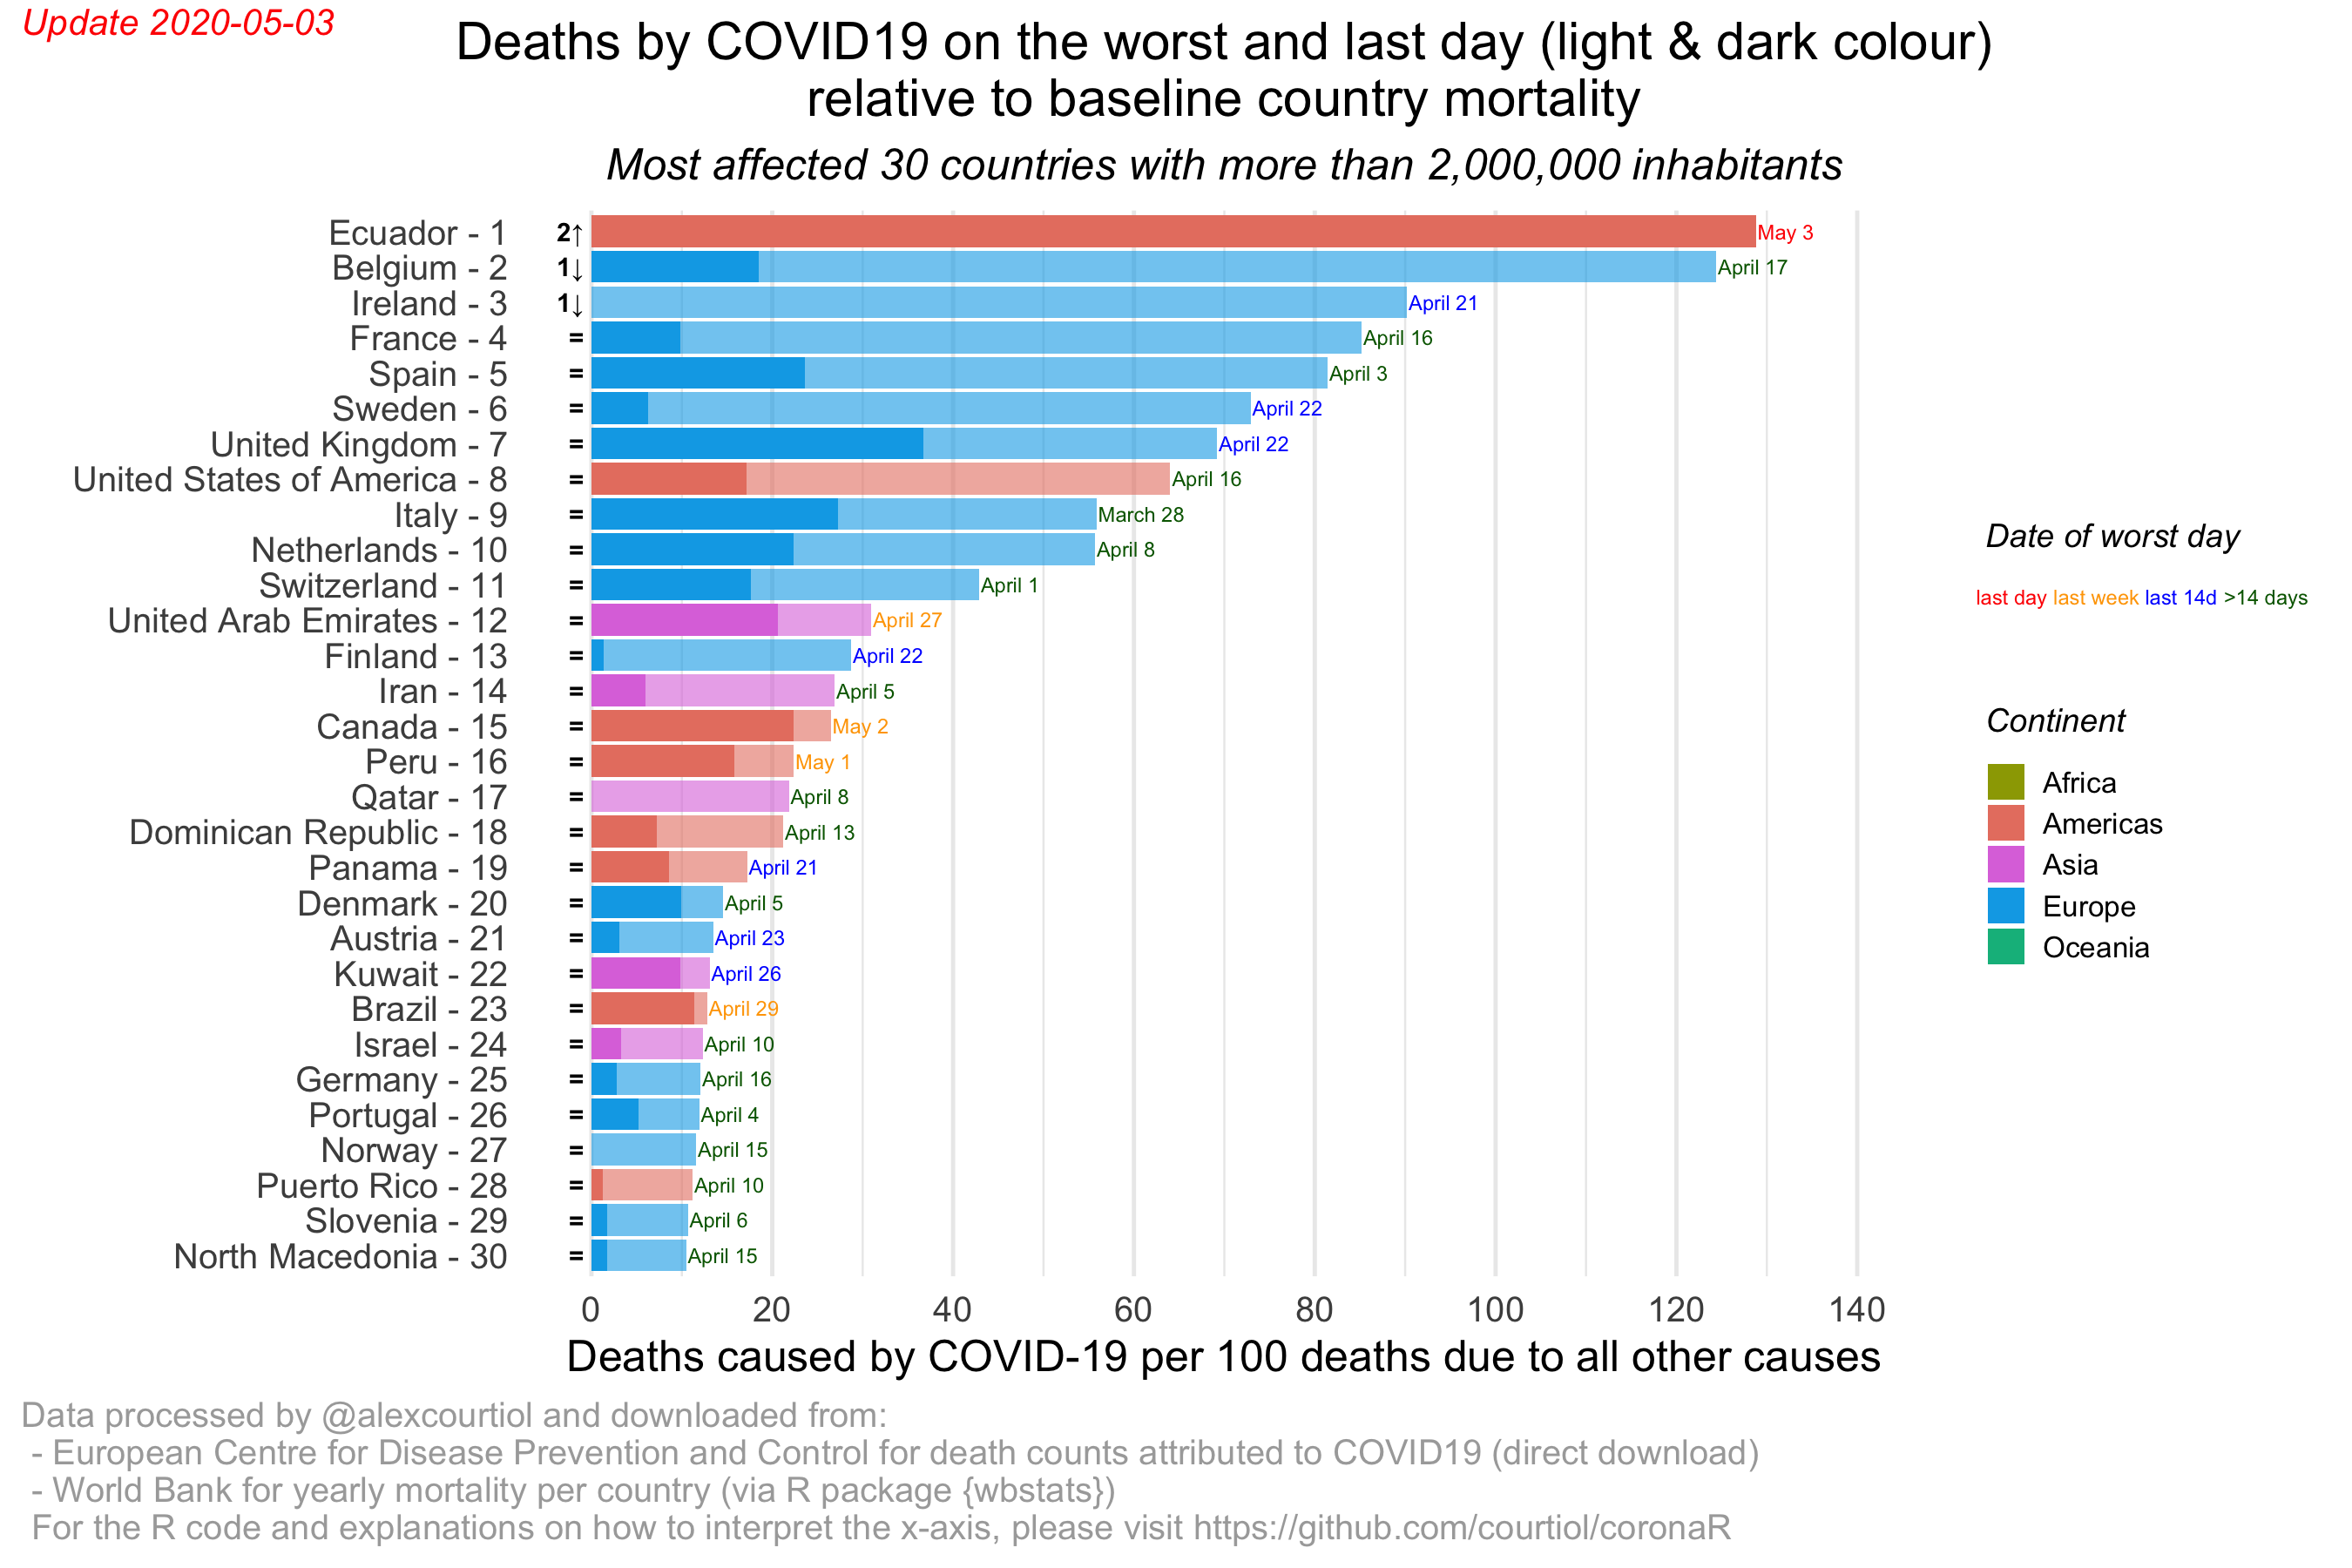 Update 2020-05-03
Deaths by COVID19 on the worst and last day (light & dark colour)
relative to baseline country mortality
Most affected 30 countries with more than 2,000,000 inhabitants
Ecuador - 1 2↑ May 3
Belgium - 2 1↓ April 17
Ireland - 3 1↓ April 21
France - 4 = April 16
Spain - 5 = April 3
Sweden - 6 = April 22
United Kingdom - 7 = April 22
United States of America - 8 = April 16
Italy - 9 = March 28
Netherlands - 10 = April 8
Switzerland - 11 = April 1
United Arab Emirates - 12 = April 27
Finland - 13 = April 22
Iran - 14 = April 5
Canada - 15 = May 2
Peru - 16 = May 1
Qatar - 17 = April 8
Dominican Republic - 18 = April 13
Panama - 19 = April 21
Denmark - 20 = April 5
Austria - 21 = April 23
Kuwait - 22 = April 26
Brazil - 23 = April 29
Israel - 24 = April 10
Germany - 25 = April 16
Portugal - 26 = April 4
Norway - 27 = April 15
Puerto Rico - 28 = April 10
Slovenia - 29 = April 6
North Macedonia - 30 = April 15
0 20 40 60 80 100 120 140
Deaths caused by COVID-19 per 100 deaths due to all other causes
Date of worst day
last day last week last 14d >14 days
Continent
Africa
Americas
Asia
Europe
Oceania
Data processed by @alexcourtiol and downloaded from:
- European Centre for Disease Prevention and Control for death counts attributed to COVID19 (direct download)
- World Bank for yearly mortality per country (via R package {wbstats})
For the R code and explanations on how to interpret the x-axis, please visit https://github.com/courtiol/coronaR